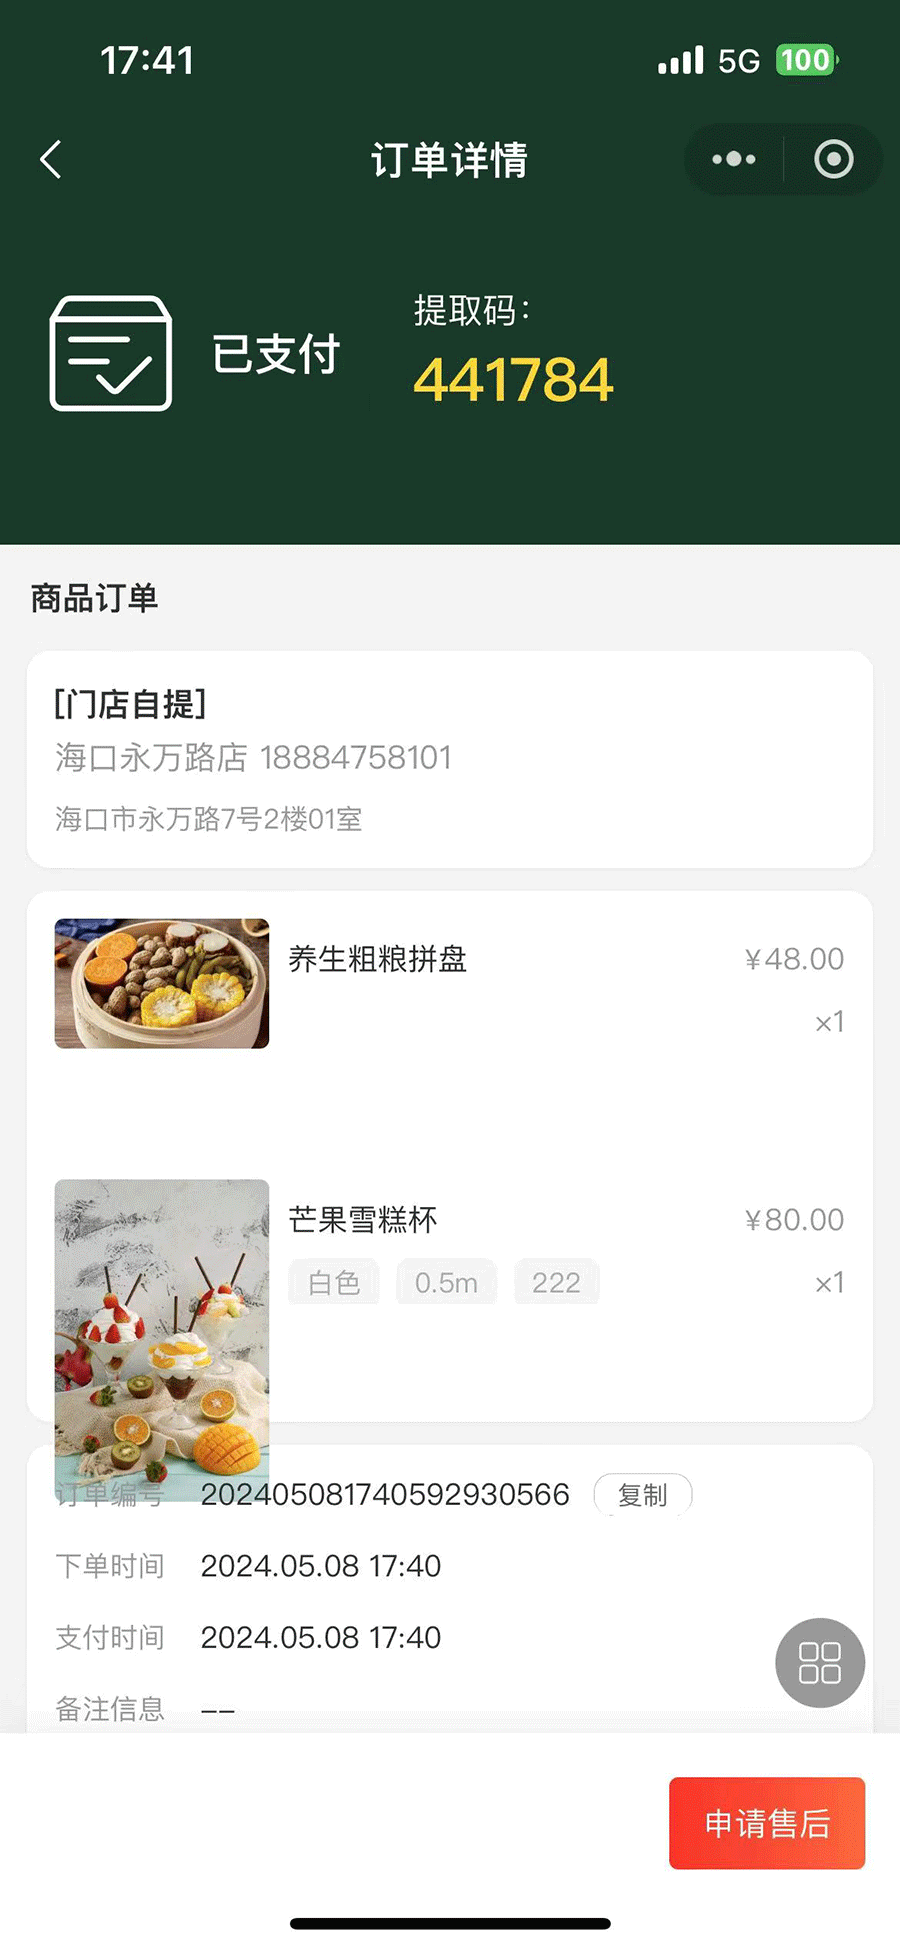 17:41 5G 100
订单详情
已支付
提取码：
441784
商品订单
[门店自提]
海口永万路店 18884758101
海口市永万路7号2楼01室
养生粗粮拼盘 ¥48.00
×1
芒果雪糕杯 ¥80.00
白色 0.5m 222 ×1
订单编号 202405081740592930566 复制
下单时间 2024.05.08 17:40
支付时间 2024.05.08 17:40
备注信息 --
申请售后